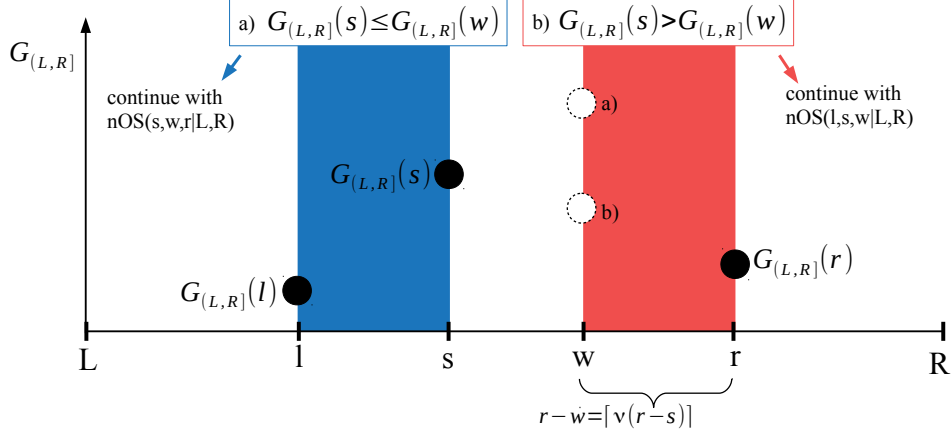 a) G_(L,R](s)≤G_(L,R](w)
b) G_(L,R](s)>G_(L,R](w)
G_(L,R]
continue with
nOS(s,w,r|L,R)
continue with
nOS(l,s,w|L,R)
a)
G_(L,R](s)
b)
G_(L,R](l)
G_(L,R](r)
L l s w r R
r−w=⌈ν(r−s)⌉